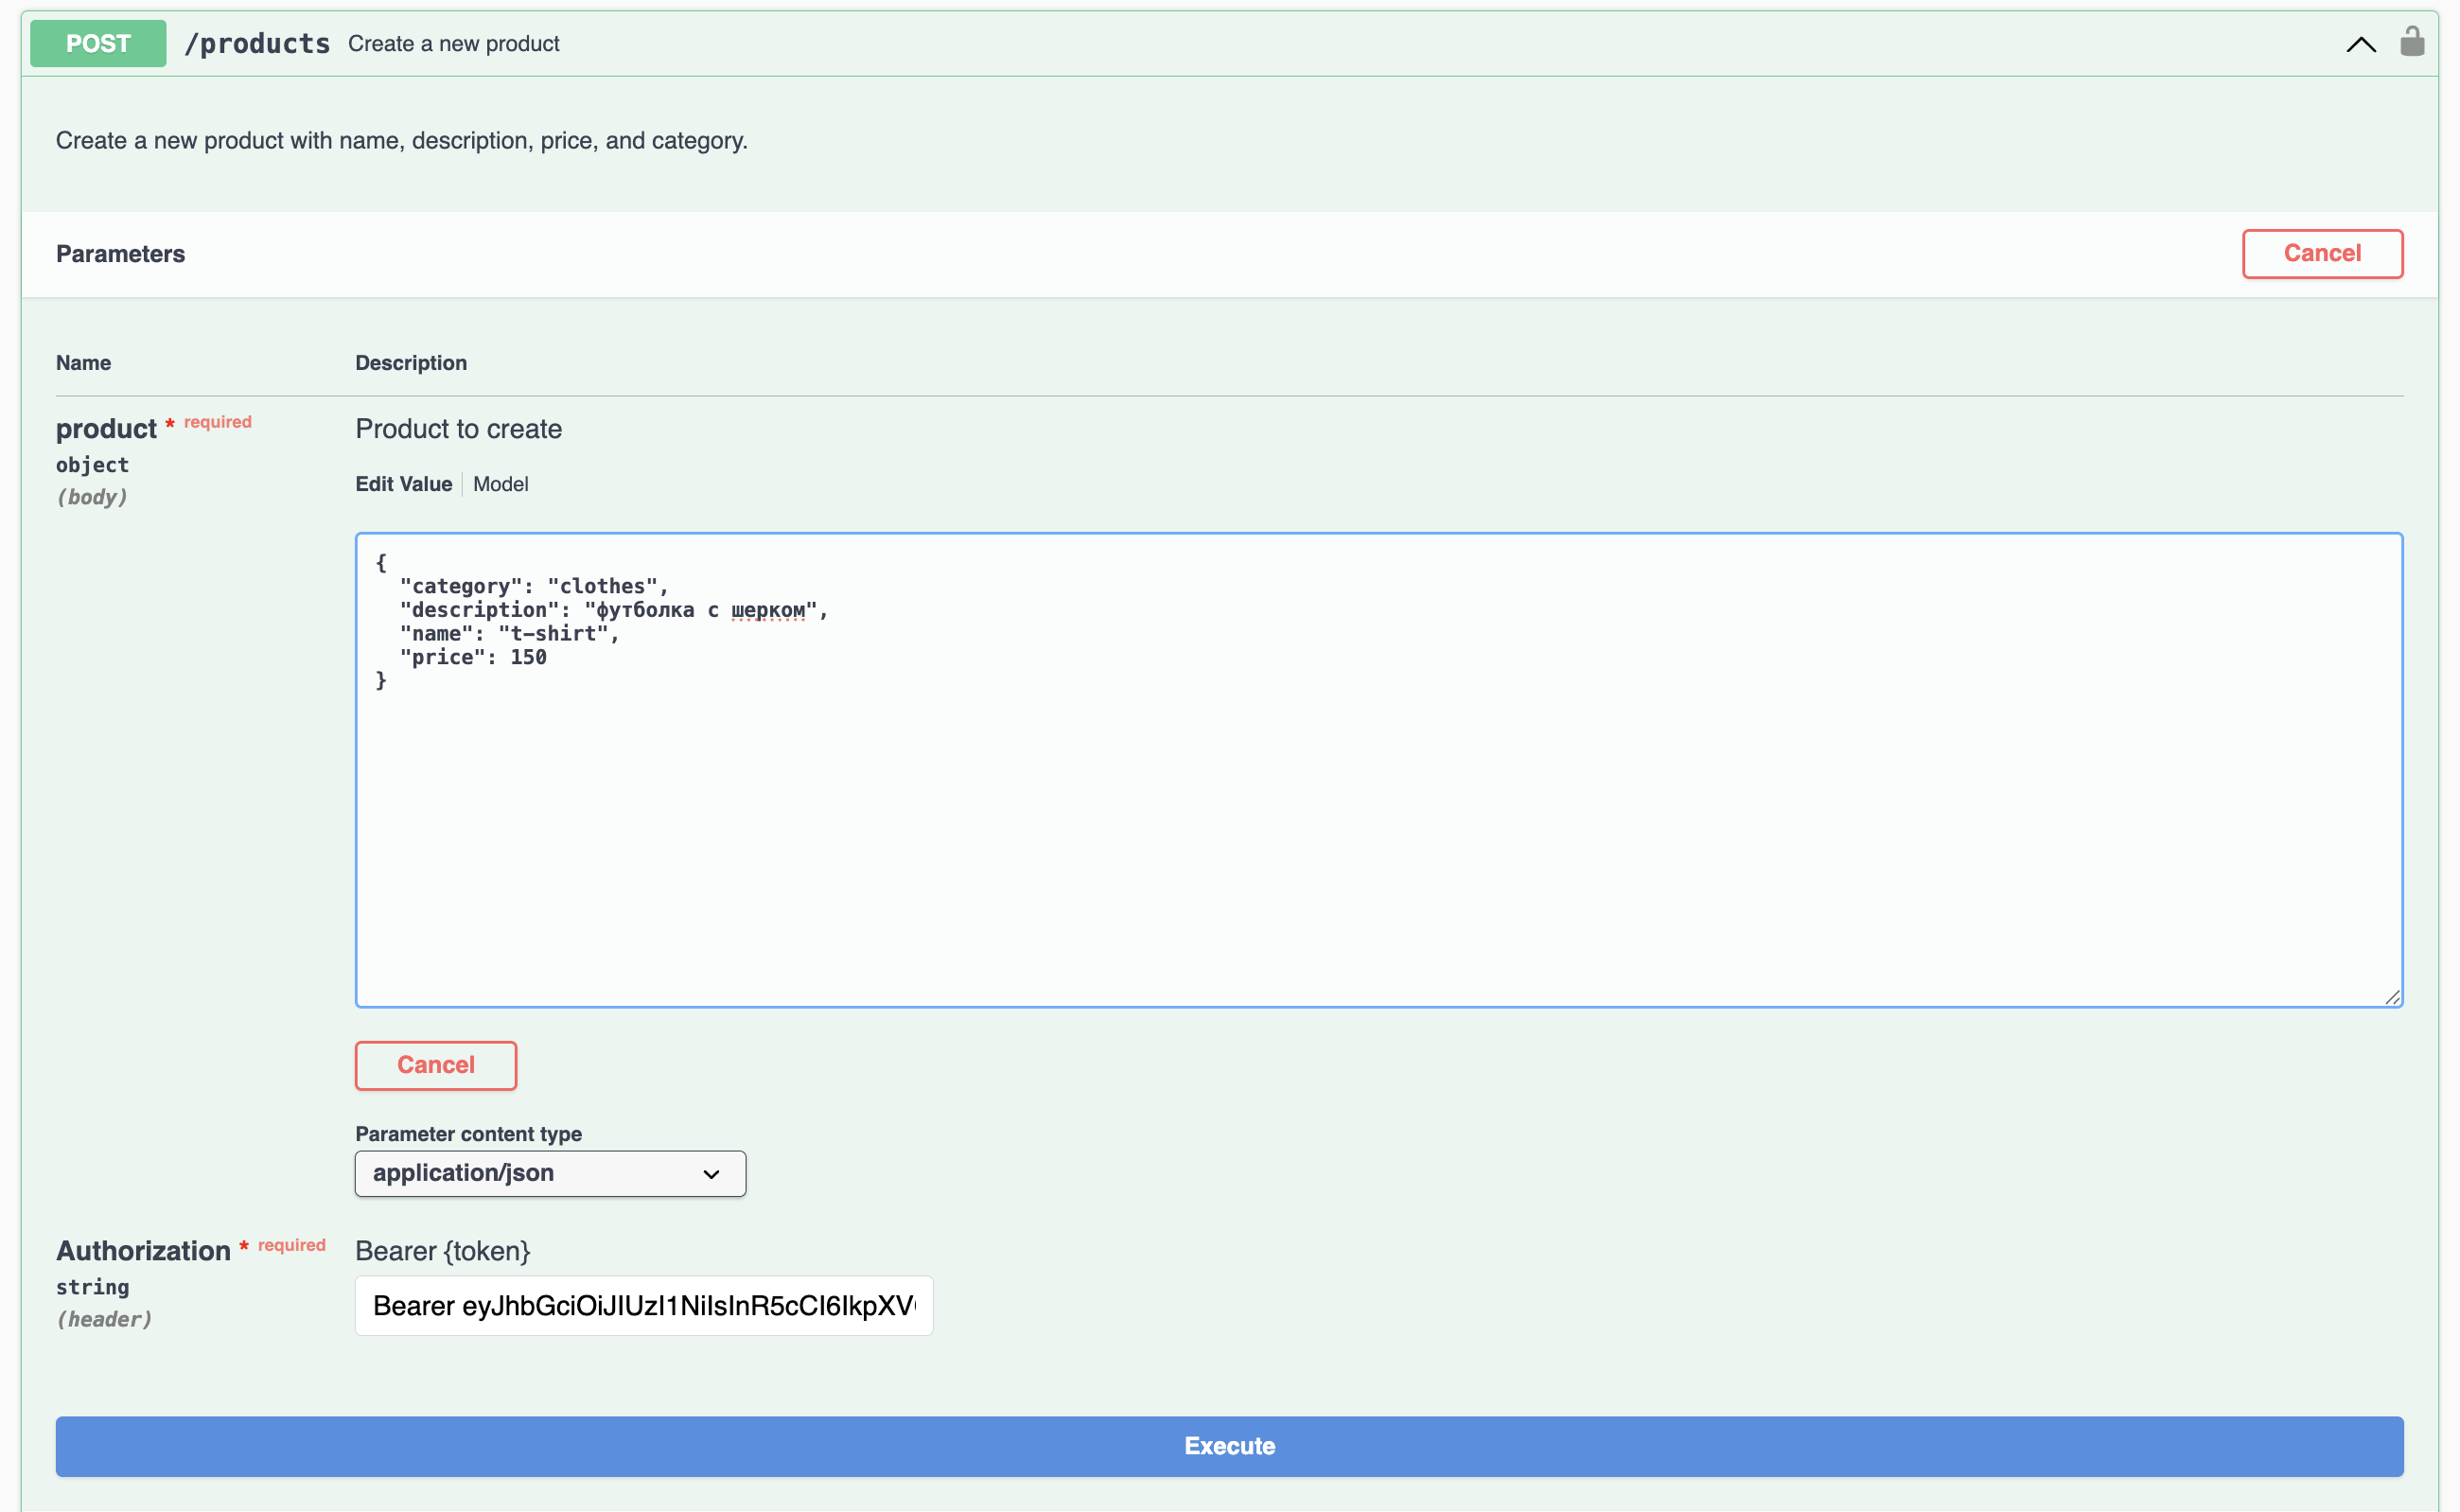 POST /products Create a new product
Create a new product with name, description, price, and category.
Parameters Cancel
Name Description
product * required Product to create
object
(body)
Edit Value Model
{
"category": "clothes",
"description": "футболка с шерком",
"name": "t-shirt",
"price": 150
}
Cancel
Parameter content type
application/json
Authorization * required Bearer {token}
string
(header)
Bearer eyJhbGciOiJIUzI1NiIsInR5cCI6IkpXV
Execute